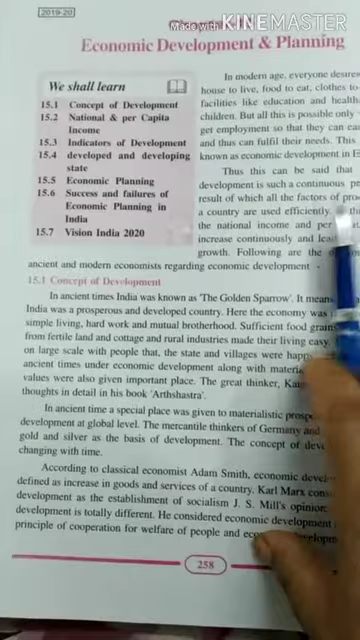 2019-20
Made with KINEMASTER
Economic Development & Planning
We shall learn
15.1 Concept of Development
15.2 National & per Capita
Income
15.3 Indicators of Development
15.4 developed and developing
state
15.5 Economic Planning
15.6 Success and failures of
Economic Planning in
India
15.7 Vision India 2020
In modern age, everyone desire
house to live, food to eat, clothes to
facilities like education and health
children. But all this is possible only
get employment so that they can earn
and thus can fulfil their needs. This
known as economic development in E
Thus this can be said that
development is such a continuous
result of which all the factors of
a country are used efficiently.
the national income and per
increase continuously and
growth. Following are the
ancient and modern economists regarding economic development -
15.1 Concept of Development
In ancient times India was known as 'The Golden Sparrow'. It means
India was a prosperous and developed country. Here the economy was
simple living, hard work and mutual brotherhood. Sufficient food grains
from fertile land and cottage and rural industries made their living easy.
on large scale with people that, the state and villages were happy
ancient times under economic development along with
values were also given important place. The great thinker,
thoughts in detail in his book 'Arthshastra'.
In ancient time a special place was given to materialistic
development at global level. The mercantile thinkers of Germany and
gold and silver as the basis of development. The concept of
changing with time.
According to classical economist Adam Smith, economic
defined as increase in goods and services of a country. Karl Marx
development as the establishment of socialism J. S. Mill's opinion
development is totally different. He considered economic development
principle of cooperation for welfare of people and
258